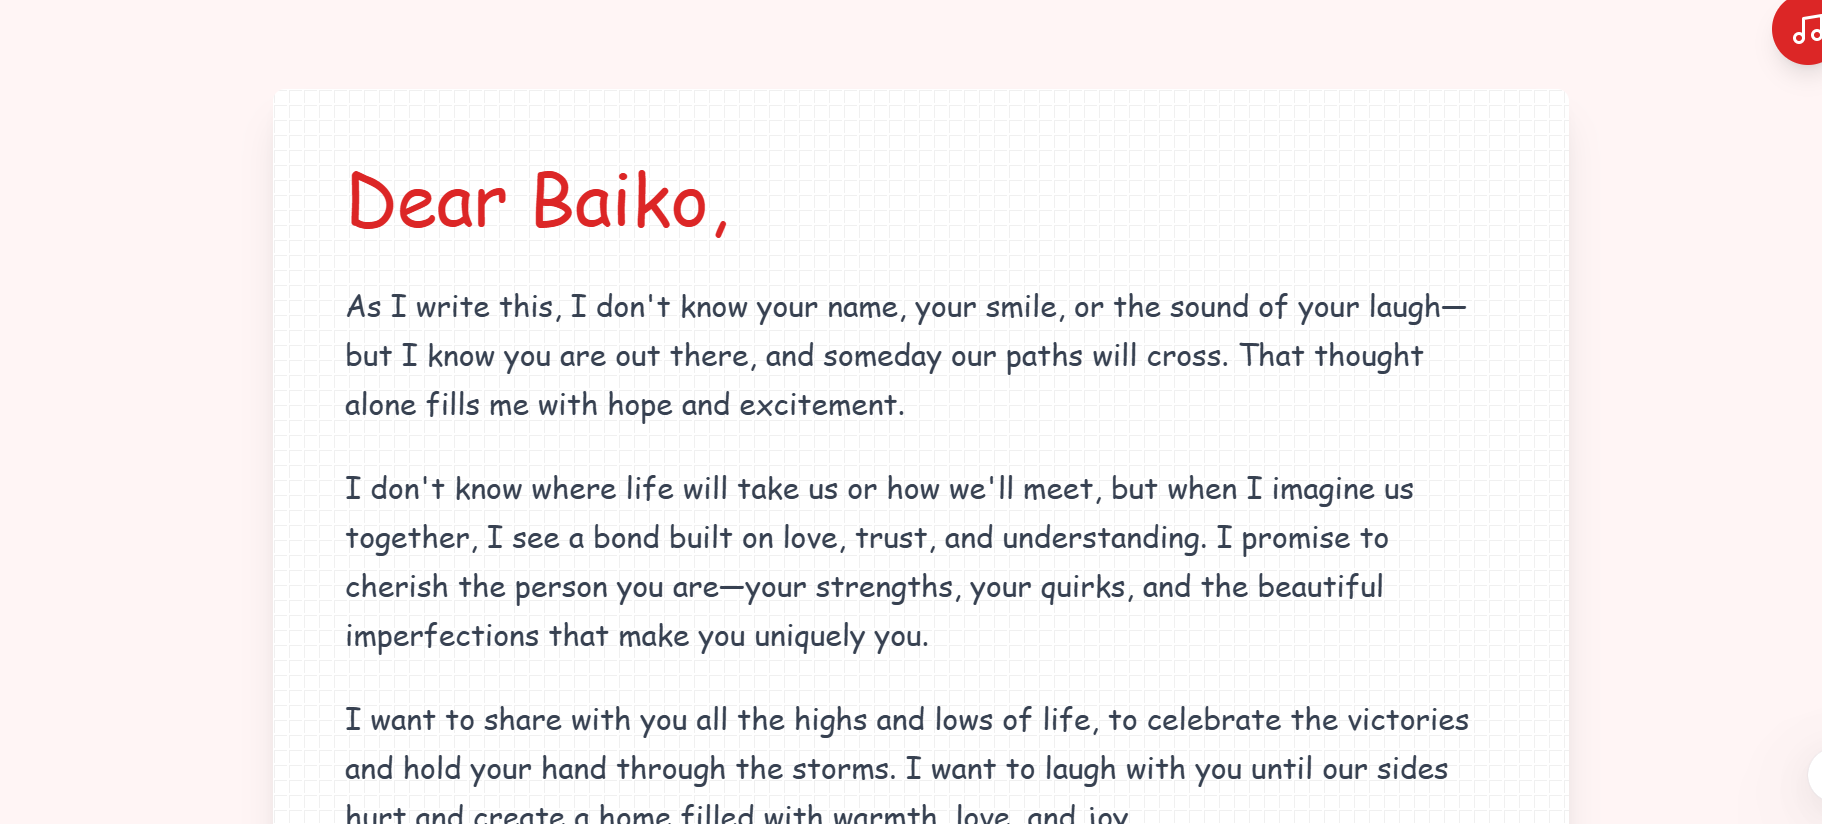 Dear Baiko,
As I write this, I don't know your name, your smile, or the sound of your laugh—
but I know you are out there, and someday our paths will cross. That thought
alone fills me with hope and excitement.
I don't know where life will take us or how we'll meet, but when I imagine us
together, I see a bond built on love, trust, and understanding. I promise to
cherish the person you are—your strengths, your quirks, and the beautiful
imperfections that make you uniquely you.
I want to share with you all the highs and lows of life, to celebrate the victories
and hold your hand through the storms. I want to laugh with you until our sides
hurt and create a home filled with warmth, love, and joy.